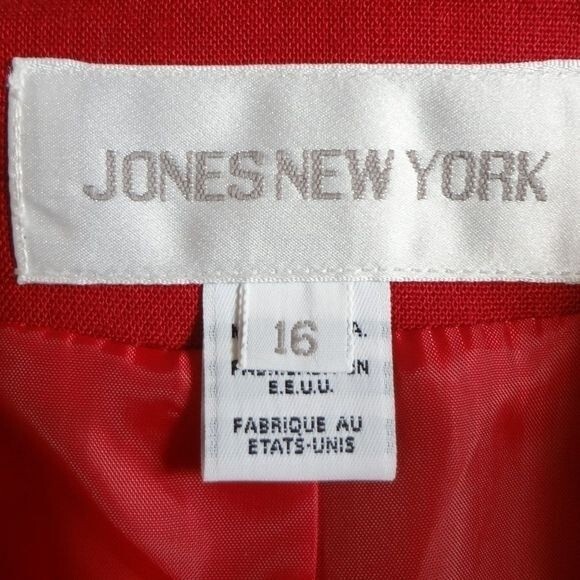 JONES NEW YORK
16
A.
E.E.U.U.
FABRIQUE AU
ETATS-UNIS